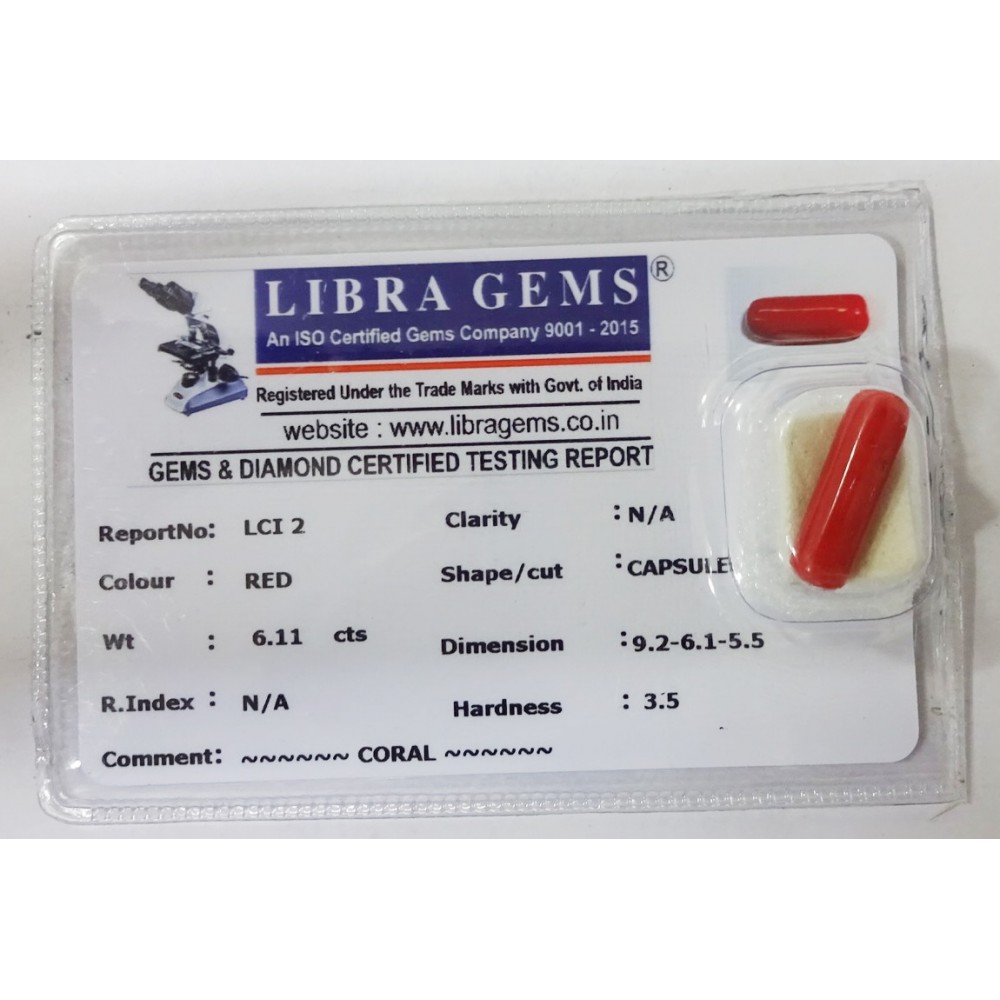 LIBRA GEMS ®
An ISO Certified Gems Company 9001 - 2015
Registered Under the Trade Marks with Govt. of India
website : www.libragems.co.in
GEMS & DIAMOND CERTIFIED TESTING REPORT
ReportNo: LCI 2 Clarity : N/A
Colour : RED Shape/cut : CAPSULE
Wt : 6.11 cts Dimension : 9.2-6.1-5.5
R.Index : N/A Hardness : 3.5
Comment: ~~~~~~ CORAL ~~~~~~